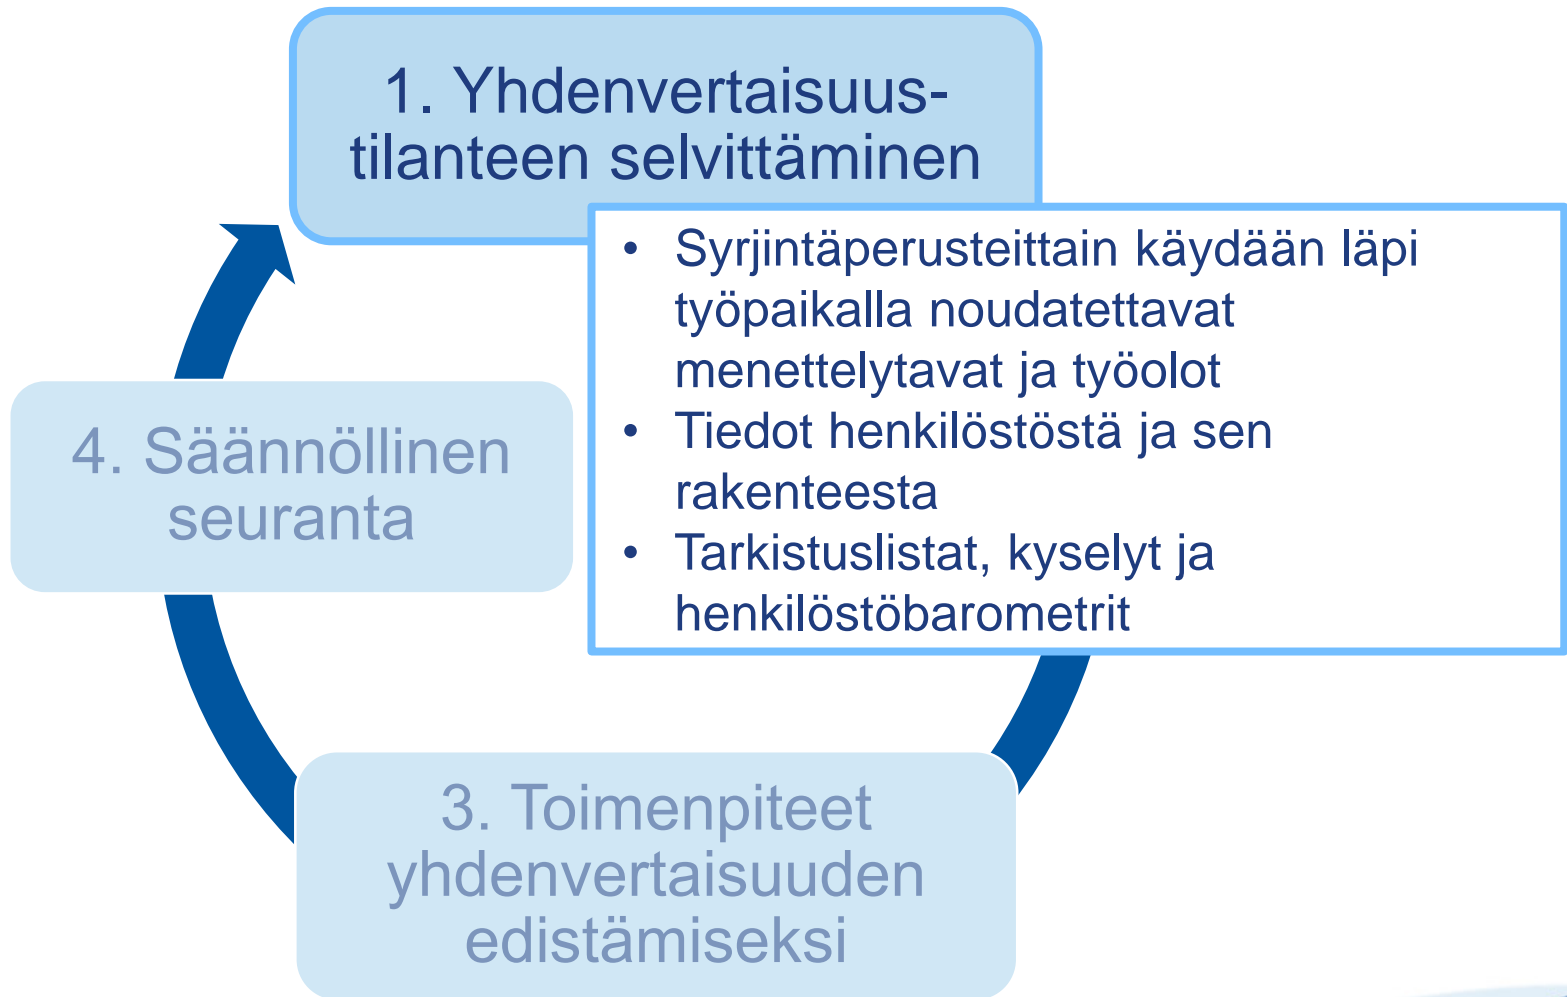 1. Yhdenvertaisuus-
tilanteen selvittäminen
• Syrjintäperusteittain käydään läpi
työpaikalla noudatettavat
menettelytavat ja työolot
• Tiedot henkilöstöstä ja sen
rakenteesta
• Tarkistuslistat, kyselyt ja
henkilöstöbarometrit
4. Säännöllinen
seuranta
3. Toimenpiteet
yhdenvertaisuuden
edistämiseksi